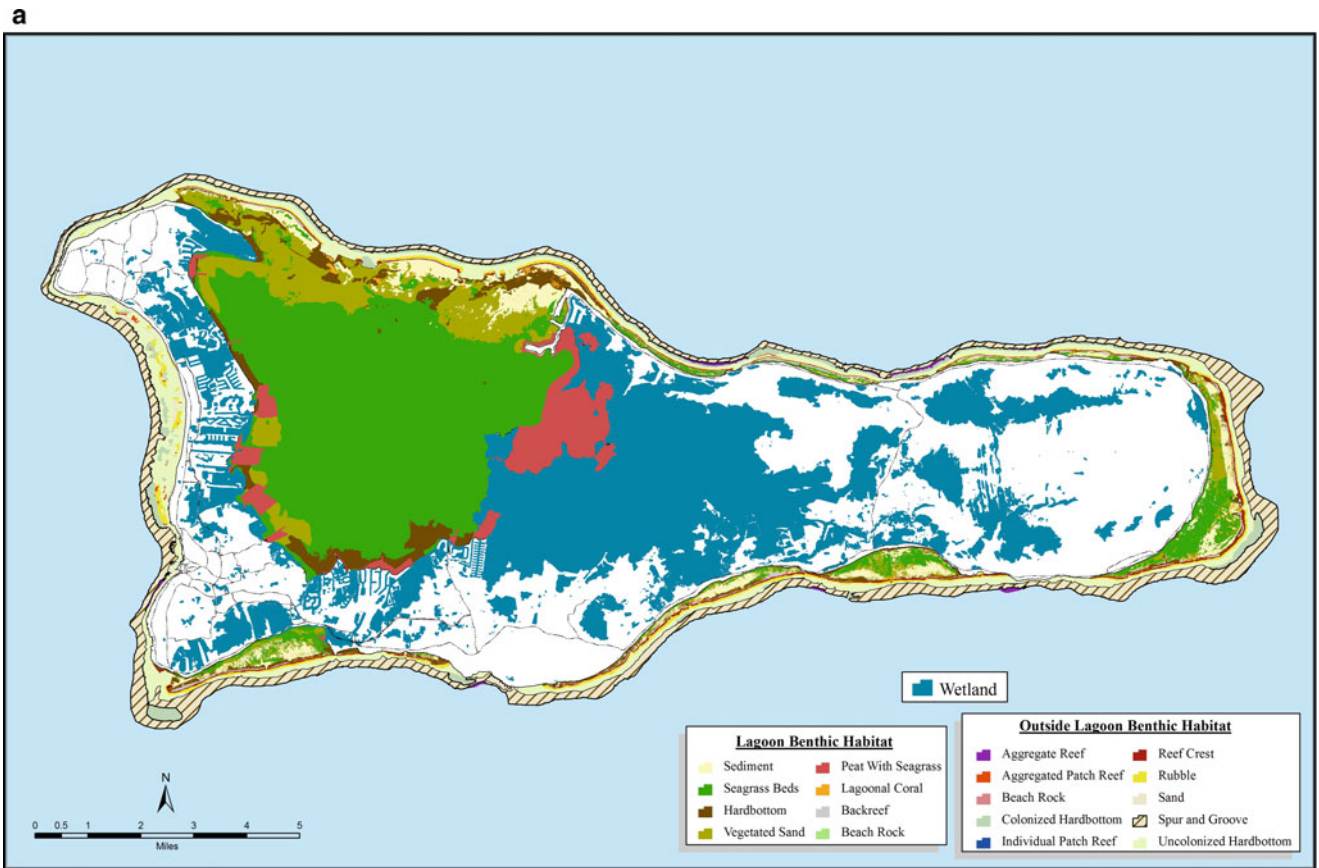 a
Wetland
Lagoon Benthic Habitat
Sediment
Seagrass Beds
Hardbottom
Vegetated Sand
Peat With Seagrass
Lagoonal Coral
Backreef
Beach Rock
Outside Lagoon Benthic Habitat
Aggregate Reef
Aggregated Patch Reef
Beach Rock
Colonized Hardbottom
Individual Patch Reef
Reef Crest
Rubble
Sand
Spur and Groove
Uncolonized Hardbottom
N
0 0.5 1 2 3 4 5
Miles